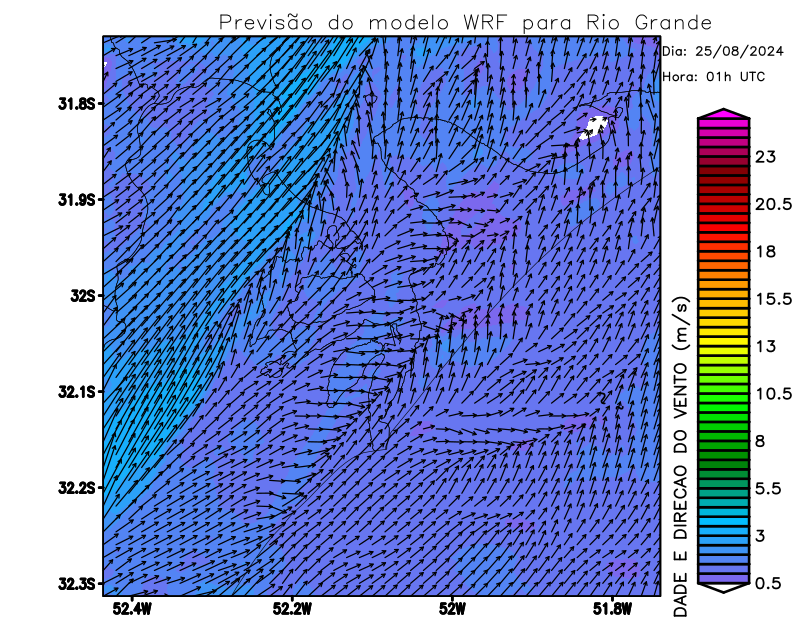 Previsão do modelo WRF para Rio Grande
Dia: 25/08/2024
Hora: 01h UTC
31.8S
31.9S
32S
32.1S
32.2S
32.3S
52.4W
52.2W
52W
51.8W
23
20.5
18
15.5
13
10.5
8
5.5
3
0.5
DADE E DIRECAO DO VENTO (m/s)